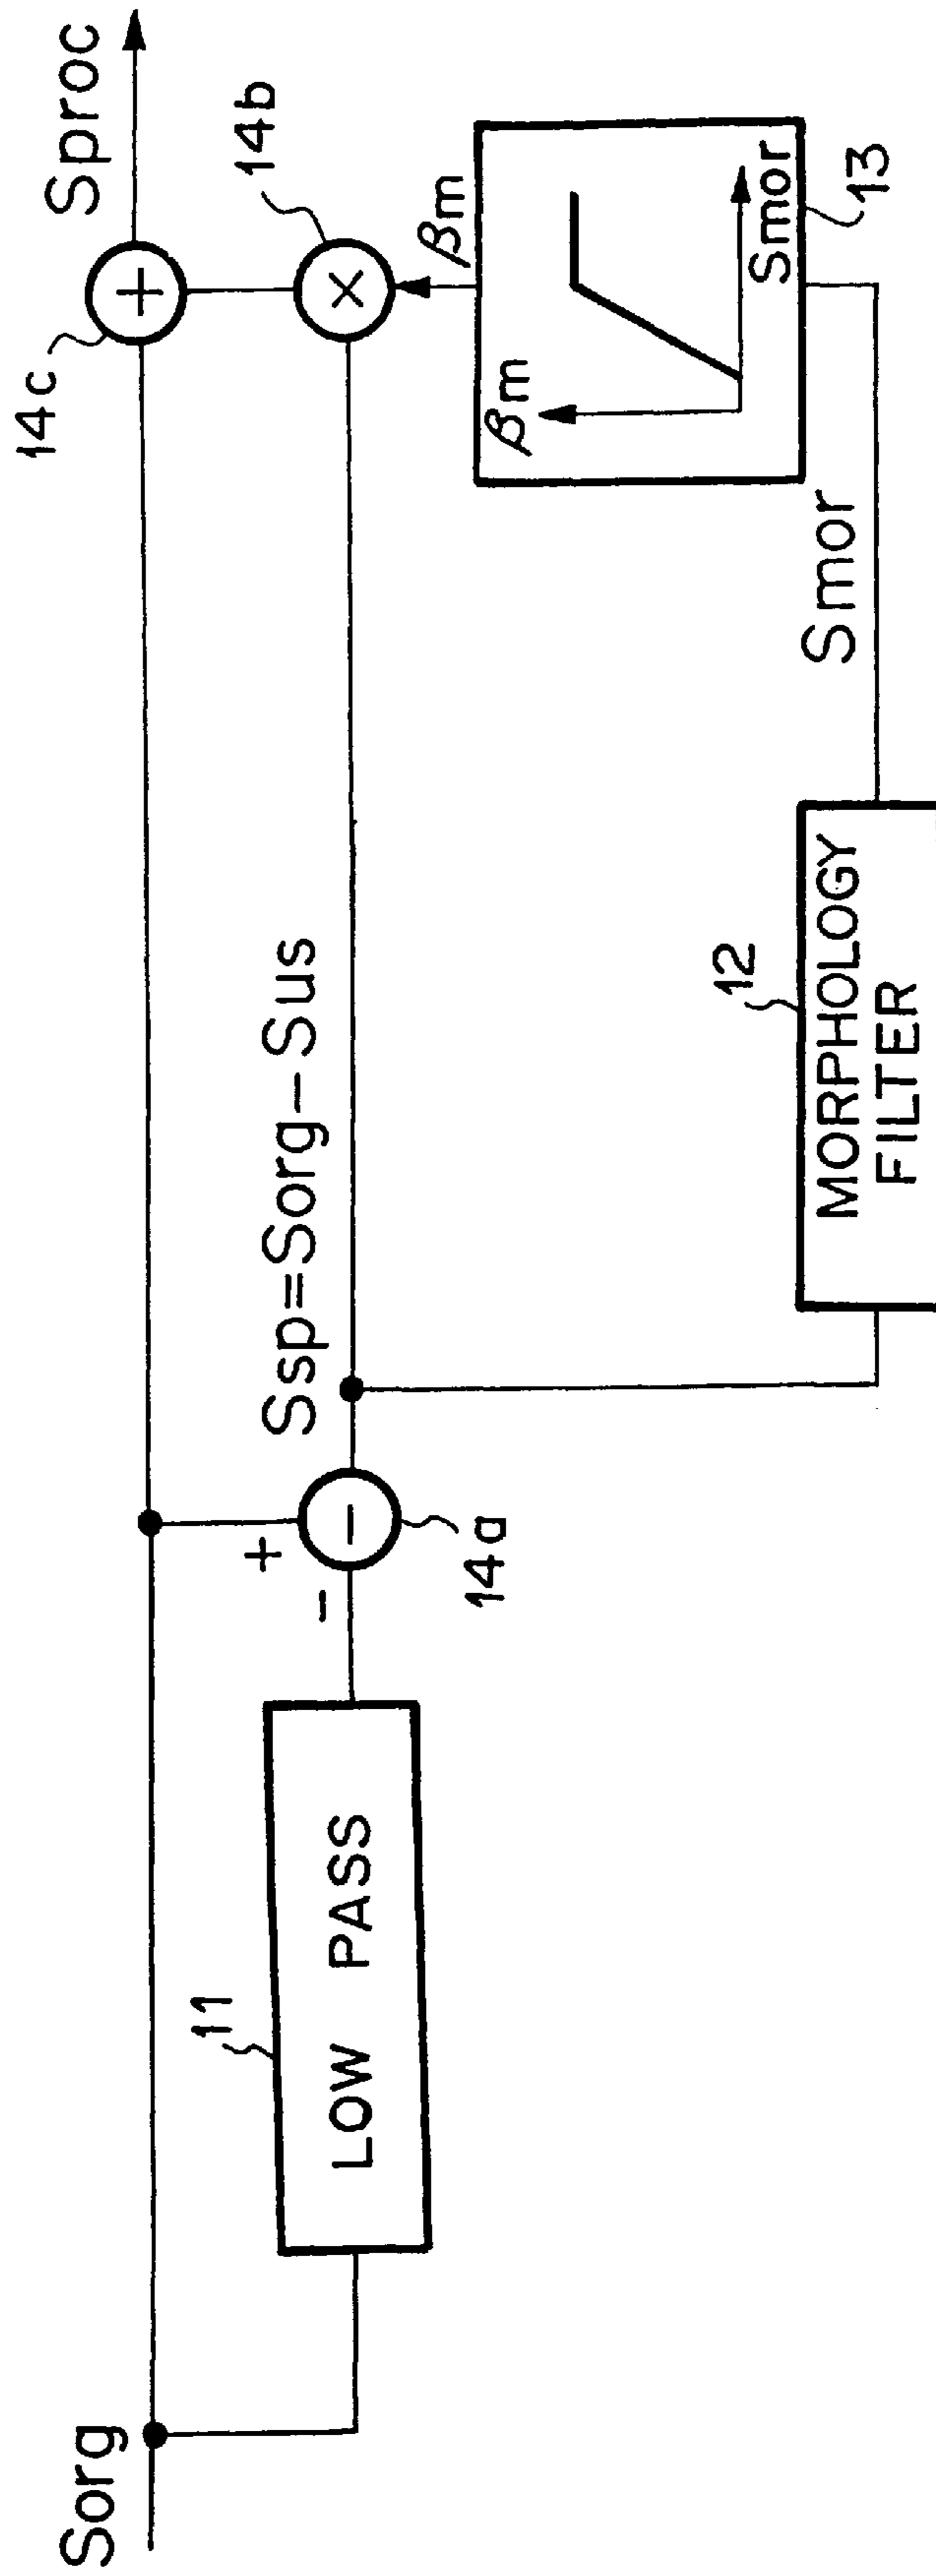 Sorg
11
LOW PASS
+
-
−
14a
Ssp=Sorg−Sus
12
MORPHOLOGY
FILTER
Smor
14c
+
Sproc
14b
×
βm
βm
Smor
13